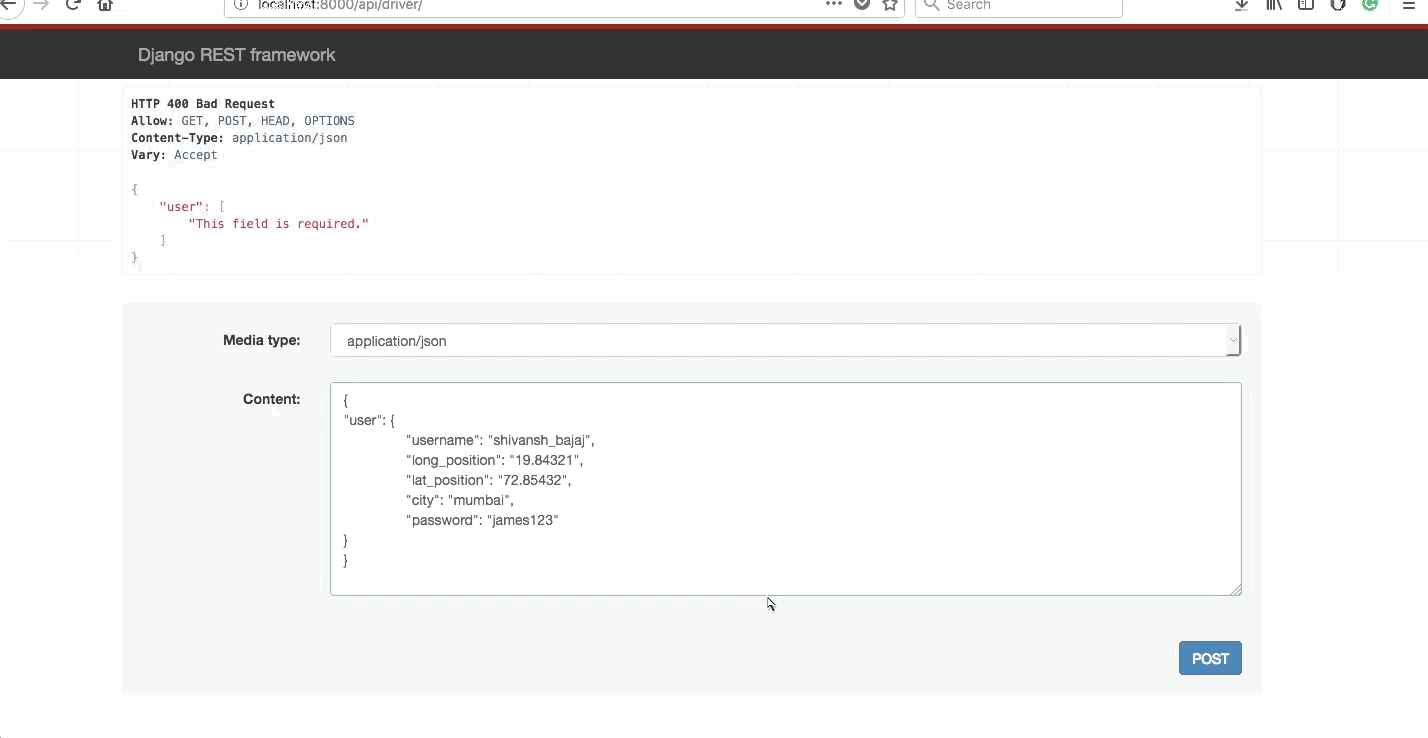 localhost:8000/api/driver/
Search
Django REST framework
HTTP 400 Bad Request
Allow: GET, POST, HEAD, OPTIONS
Content-Type: application/json
Vary: Accept
{
"user": [
"This field is required."
]
}
Media type:
application/json
Content:
{
"user": {
"username": "shivansh_bajaj",
"long_position": "19.84321",
"lat_position": "72.85432",
"city": "mumbai",
"password": "james123"
}
}
POST